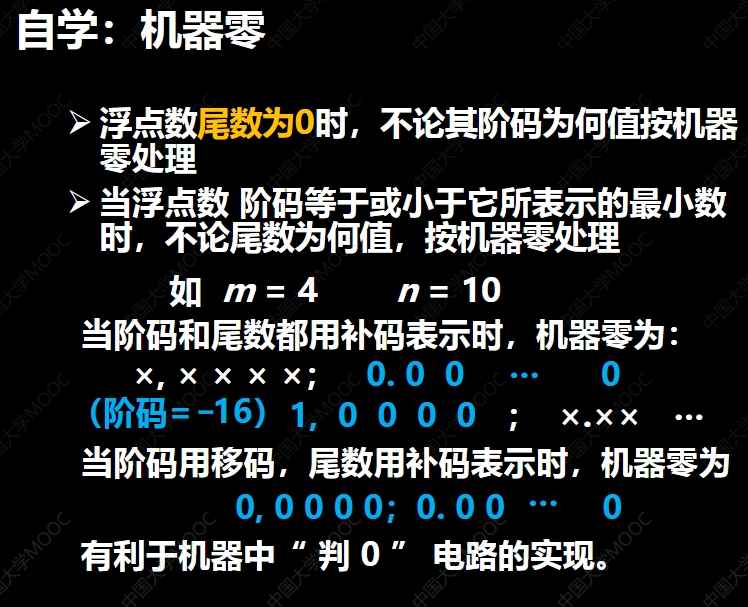 自学：机器零
➢ 浮点数尾数为0时，不论其阶码为何值按机器
零处理
➢ 当浮点数 阶码等于或小于它所表示的最小数
时，不论尾数为何值，按机器零处理
如 m = 4 n = 10
当阶码和尾数都用补码表示时，机器零为：
×, × × × ×； 0. 0 0 … 0
（阶码＝−16） 1, 0 0 0 0 ； ×.×× …
当阶码用移码，尾数用补码表示时，机器零为
0, 0 0 0 0；0. 0 0 … 0
有利于机器中“ 判 0 ” 电路的实现。
中国大学MOOC